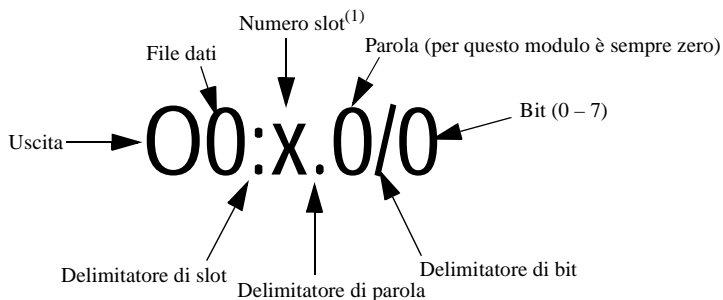 Numero slot(1)
File dati
Parola (per questo modulo è sempre zero)
Bit (0 – 7)
Uscita
O0:x.0/0
Delimitatore di slot
Delimitatore di parola
Delimitatore di bit